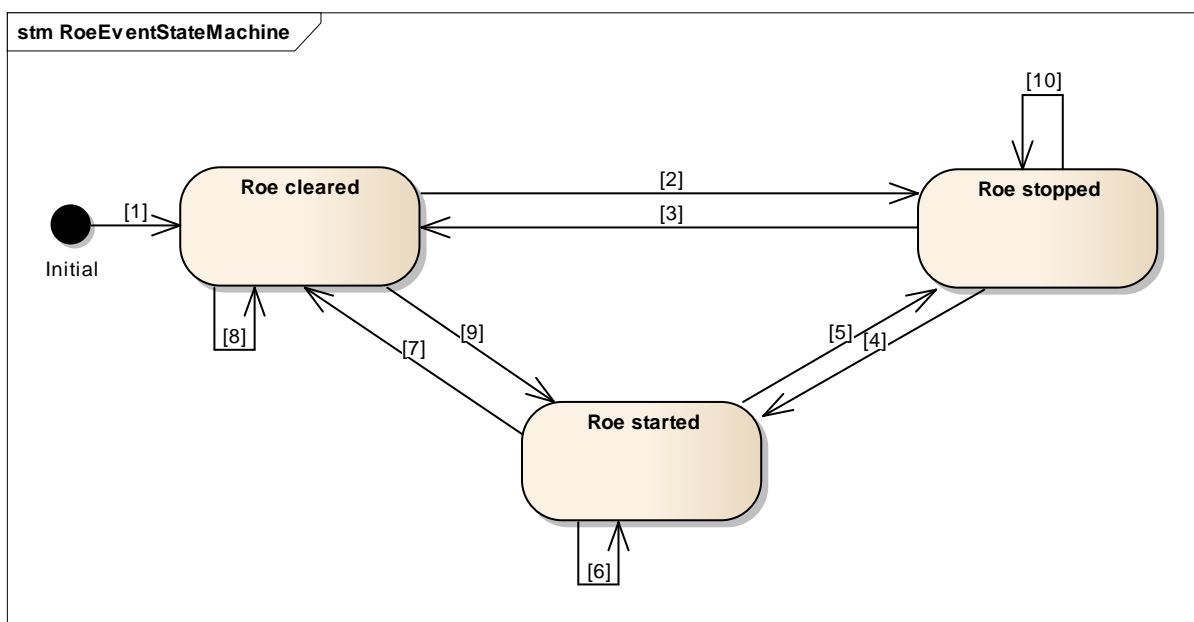 stm RoeEventStateMachine
[10]
Roe cleared
[2]
Roe stopped
[1]
[3]
Initial
[8]
[9]
[7]
[5]
[4]
Roe started
[6]